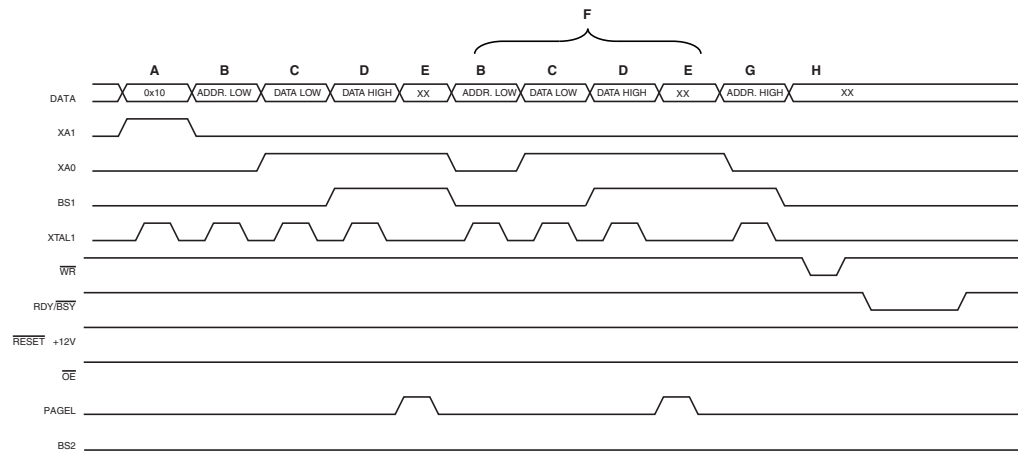 F
A B C D E B C D E G H
DATA 0x10 ADDR. LOW DATA LOW DATA HIGH XX ADDR. LOW DATA LOW DATA HIGH XX ADDR. HIGH XX
XA1
XA0
BS1
XTAL1
WR
RDY/BSY
RESET +12V
OE
PAGEL
BS2